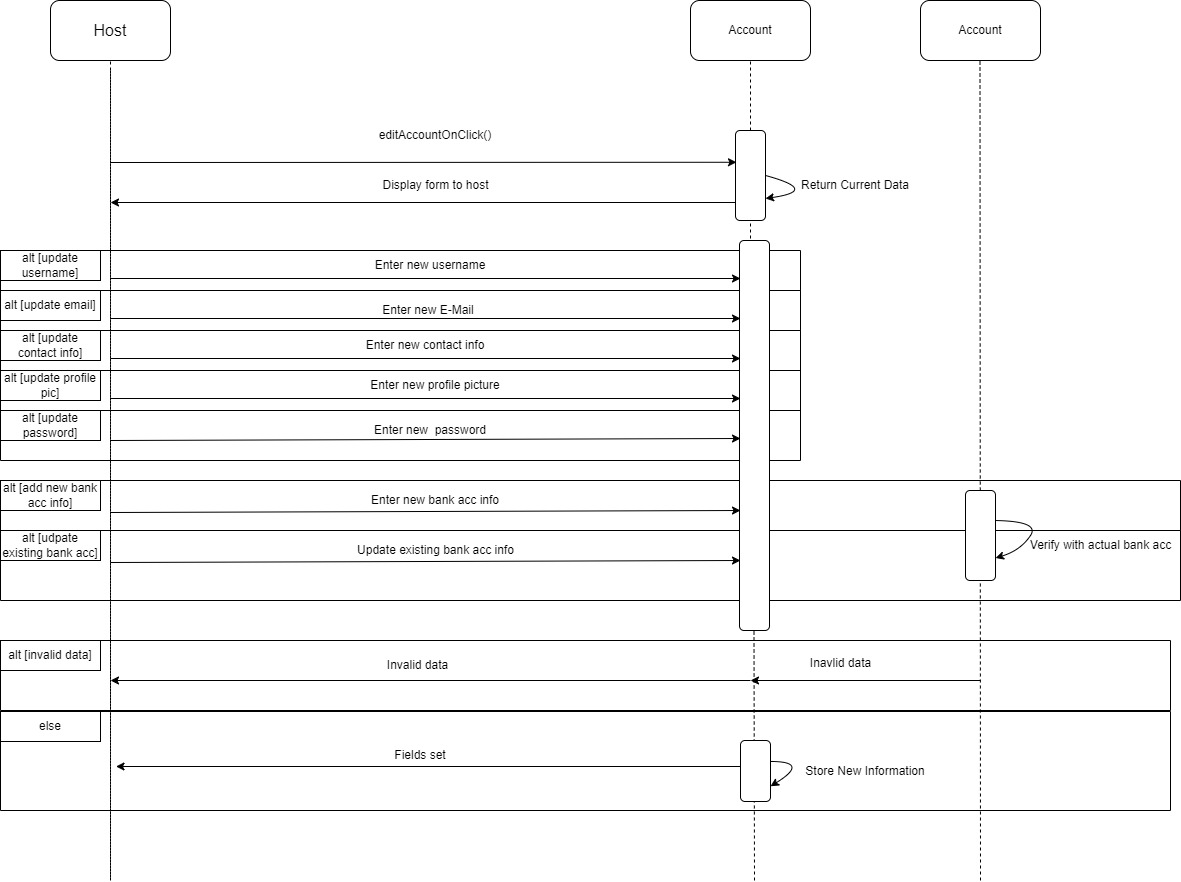 Host
Account
Account
editAccountOnClick()
Display form to host
Return Current Data
alt [update
username]
Enter new username
alt [update email]
Enter new E-Mail
alt [update
contact info]
Enter new contact info
alt [update profile
pic]
Enter new profile picture
alt [update
password]
Enter new  password
alt [add new bank
acc info]
Enter new bank acc info
alt [udpate
existing bank acc]
Update existing bank acc info
Verify with actual bank acc
alt [invalid data]
Invalid data
Inavlid data
else
Fields set
Store New Information